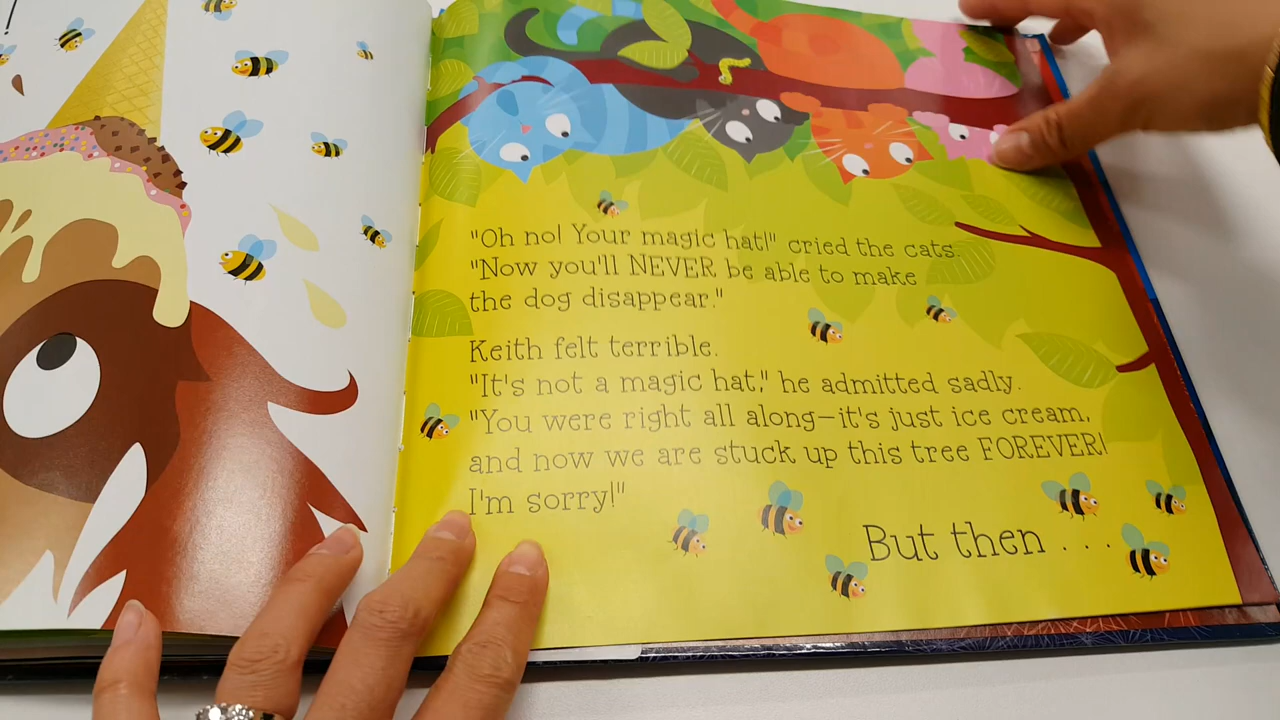 "Oh no! Your magic hat!" cried the cats.
"Now you'll NEVER be able to make
the dog disappear."
Keith felt terrible.
"It's not a magic hat," he admitted sadly.
"You were right all along—it's just ice cream,
and now we are stuck up this tree FOREVER!
I'm sorry!"
But then . . .